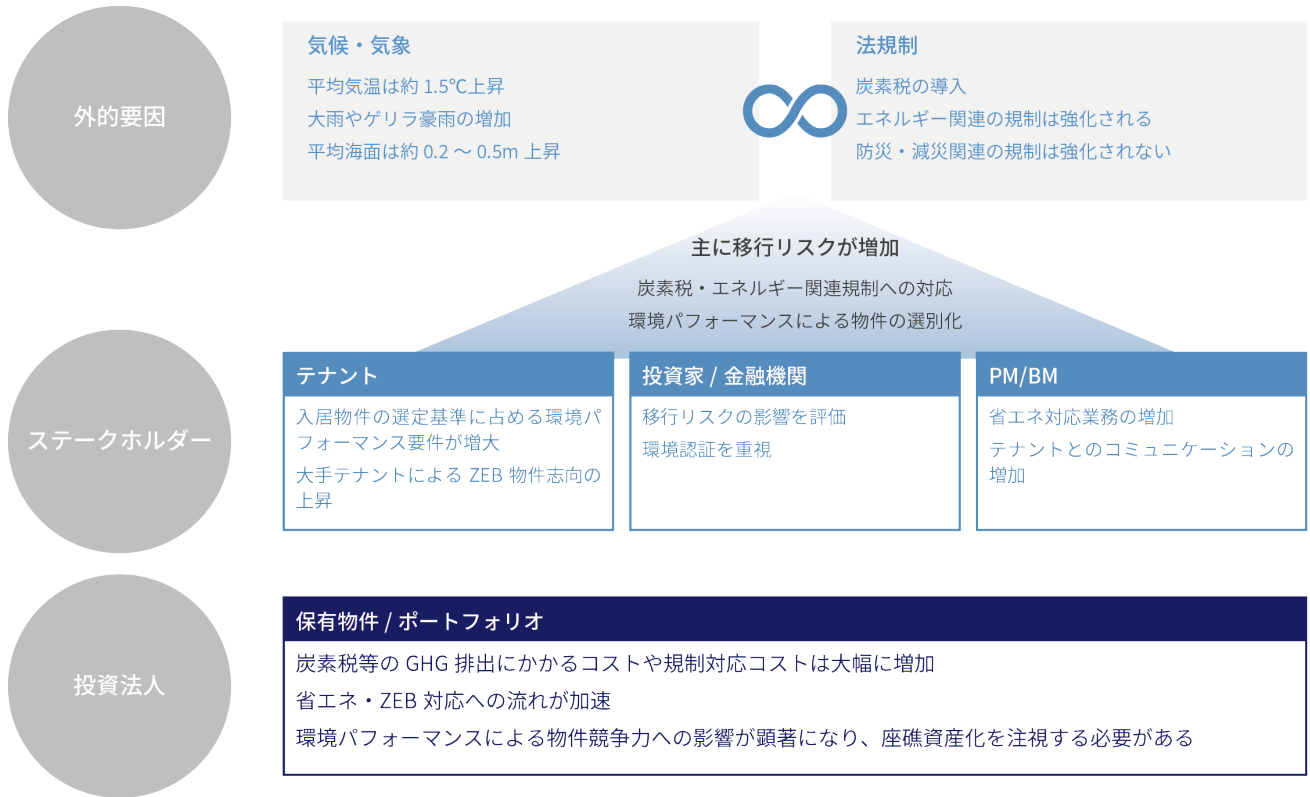 外的要因
気候・気象
平均気温は約 1.5℃上昇
大雨やゲリラ豪雨の増加
平均海面は約 0.2 ～ 0.5m 上昇
法規制
炭素税の導入
エネルギー関連の規制は強化される
防災・減災関連の規制は強化されない
主に移行リスクが増加
炭素税・エネルギー関連規制への対応
環境パフォーマンスによる物件の選別化
ステークホルダー
テナント
入居物件の選定基準に占める環境パ
フォーマンス要件が増大
大手テナントによる ZEB 物件志向の
上昇
投資家 / 金融機関
移行リスクの影響を評価
環境認証を重視
PM/BM
省エネ対応業務の増加
テナントとのコミュニケーションの
増加
投資法人
保有物件 / ポートフォリオ
炭素税等の GHG 排出にかかるコストや規制対応コストは大幅に増加
省エネ・ZEB 対応への流れが加速
環境パフォーマンスによる物件競争力への影響が顕著になり、座礁資産化を注視する必要がある